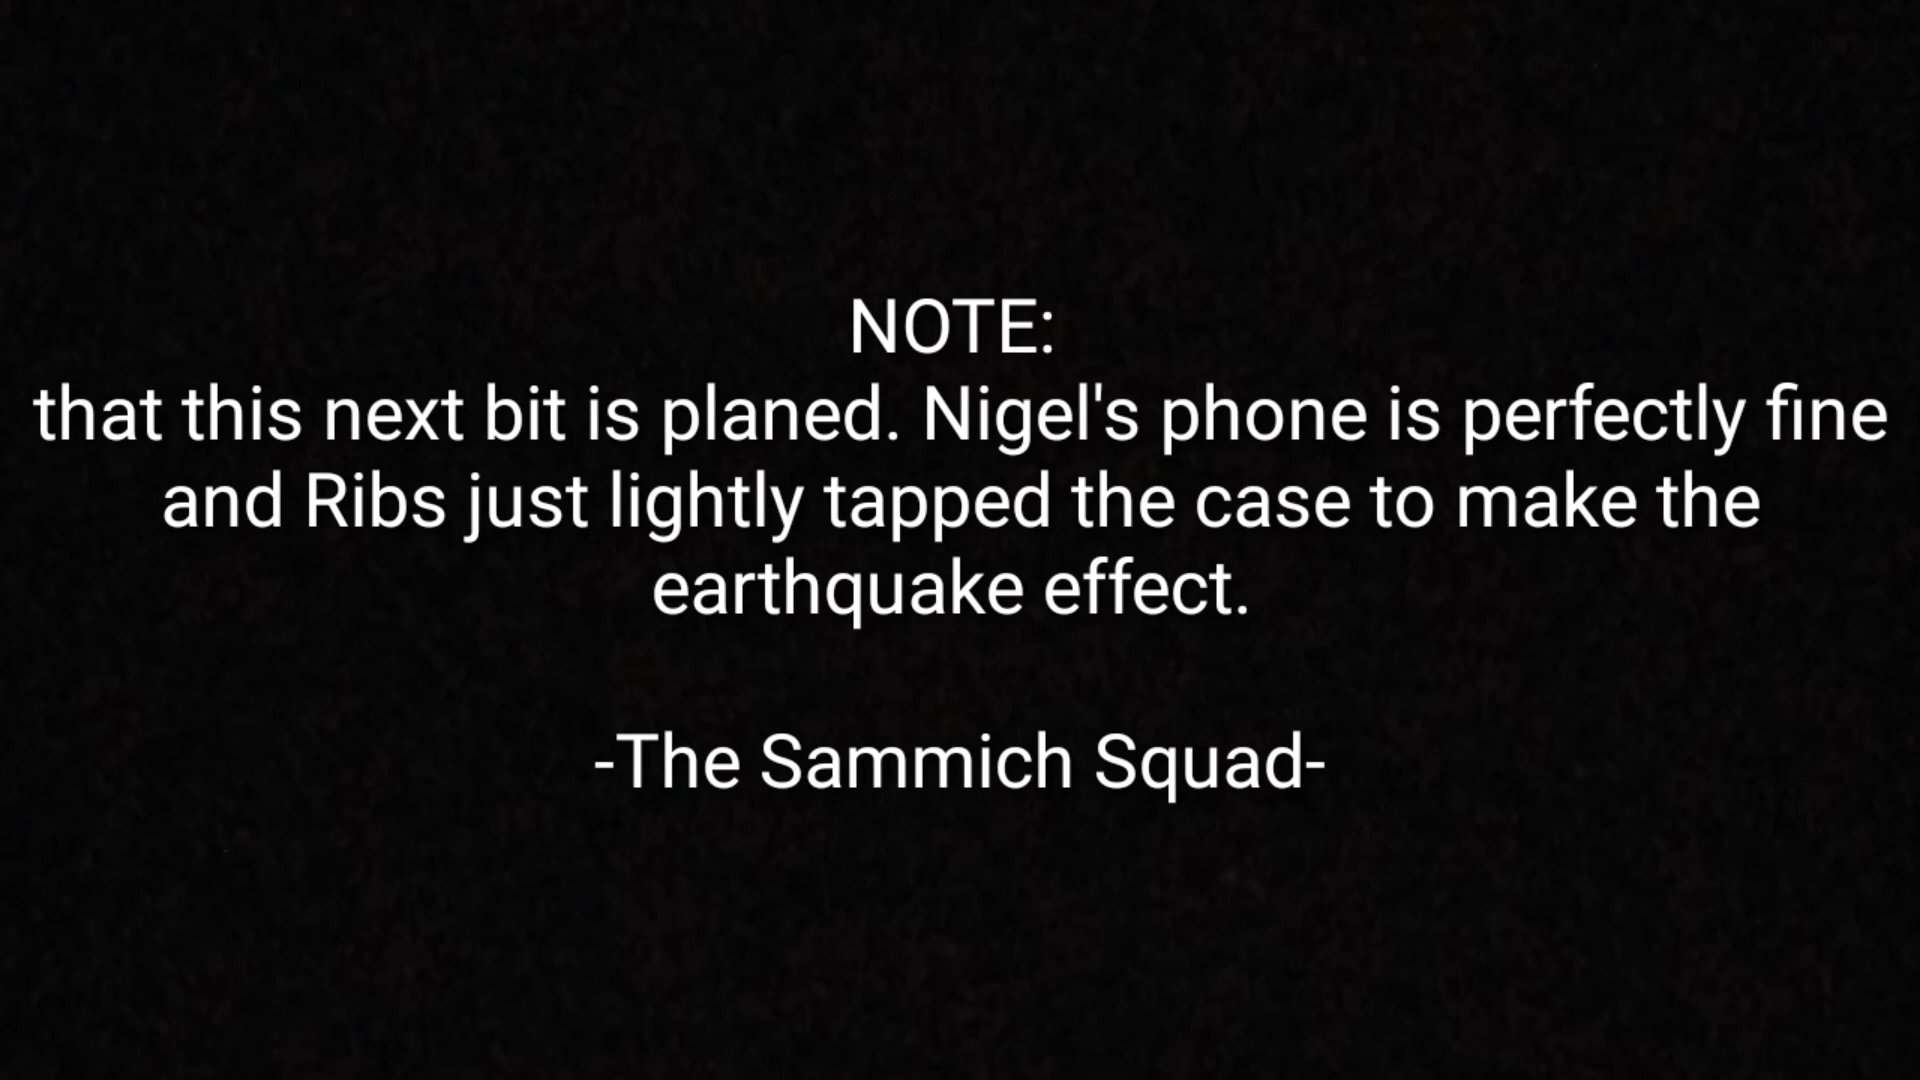 NOTE:
that this next bit is planed. Nigel's phone is perfectly fine
and Ribs just lightly tapped the case to make the
earthquake effect.
-The Sammich Squad-